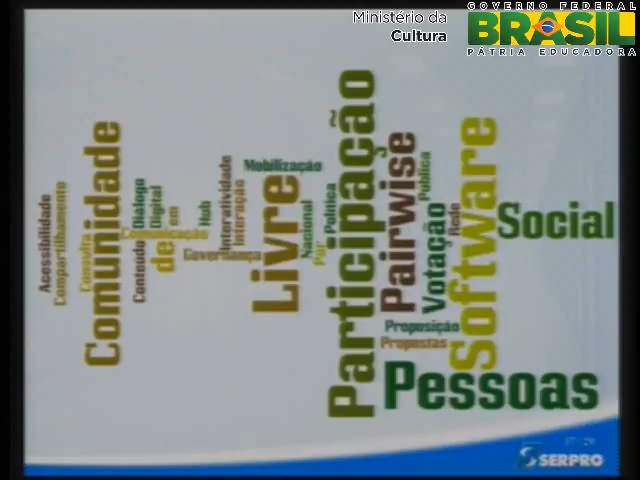 Ministério da
Cultura
GOVERNO FEDERAL
BRASIL
PÁTRIA EDUCADORA
Acessibilidade
Compartilhamento
Consulta
Comunidade
Conteúdo
Diálogo
Digital
em
Comunicação
de
Hub
Governança
Interatividade
Interação
Mobilização
Livre
Nacional
Por
Política
Participação
Pairwise
Pública
Votação
Rede
Software
Social
Proposição
Propostas
Pessoas
17 / 29
SERPRO